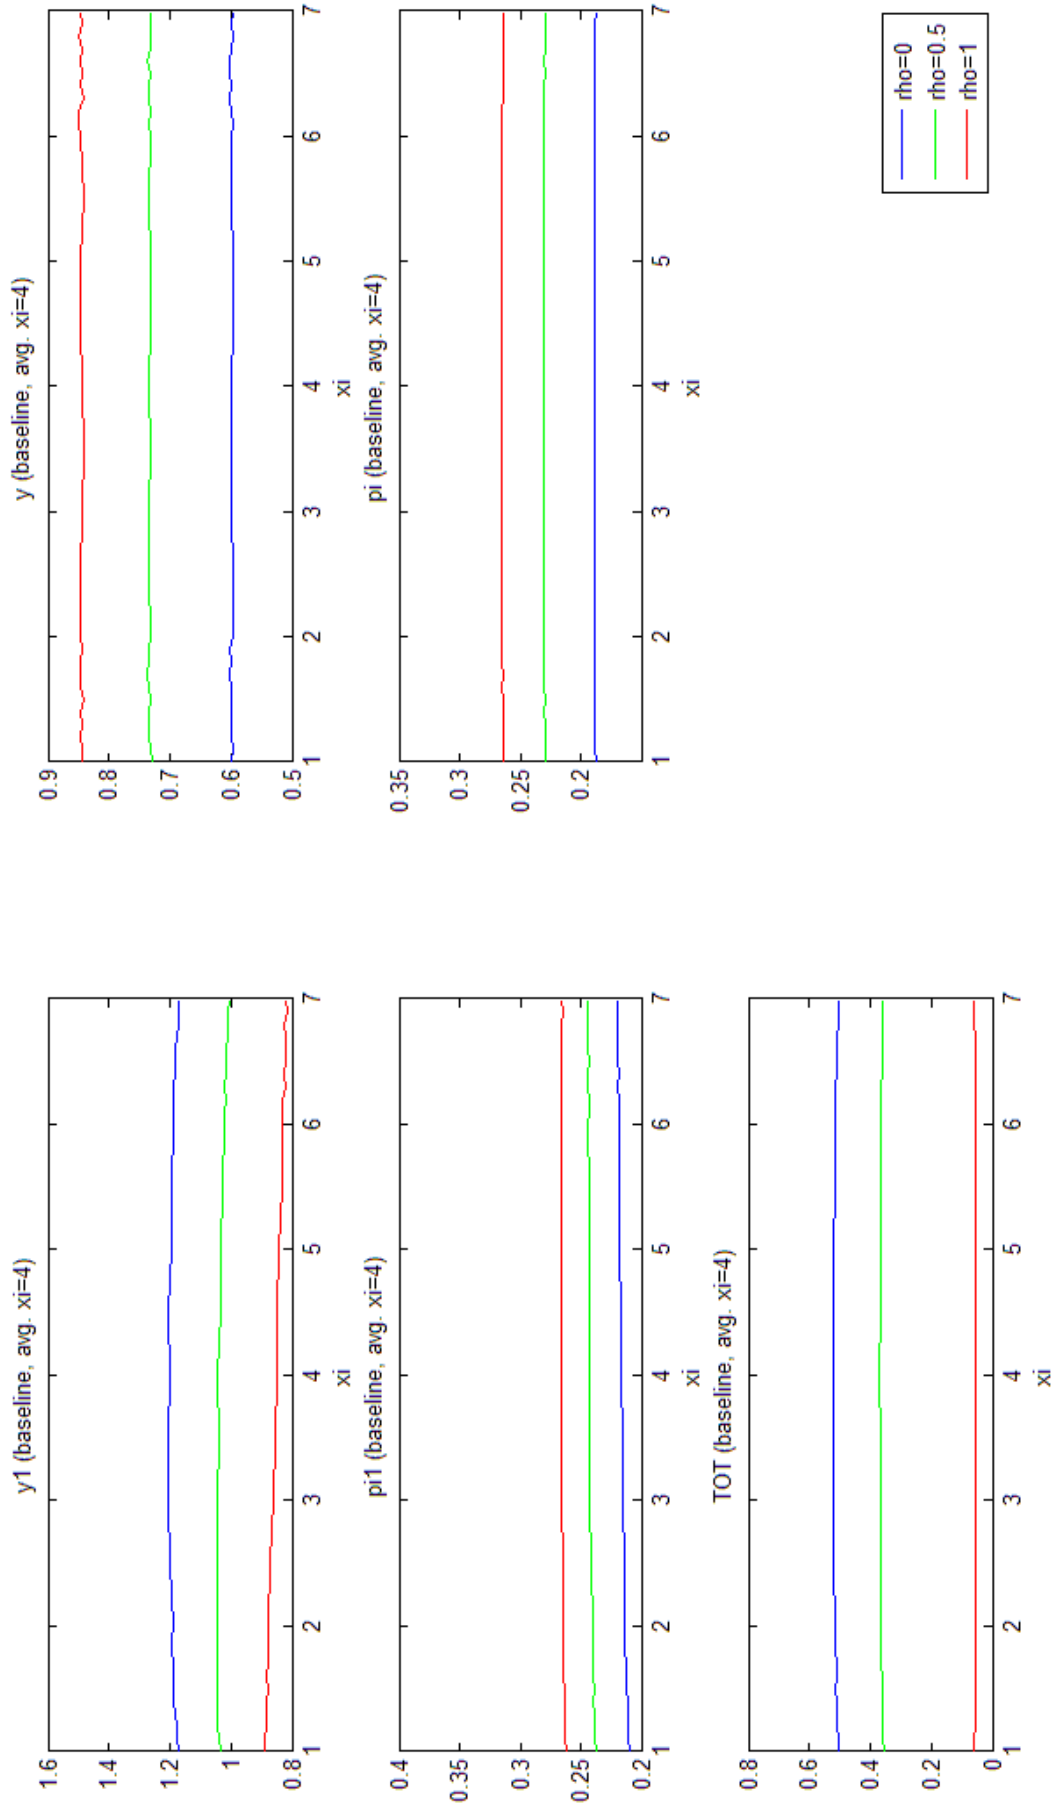 y1 (baseline, avg. xi=4)
1.6
1.4
1.2
1
0.8
1 2 3 4 5 6 7
xi
y (baseline, avg. xi=4)
0.9
0.8
0.7
0.6
0.5
1 2 3 4 5 6 7
xi
pi1 (baseline, avg. xi=4)
0.4
0.35
0.3
0.25
0.2
1 2 3 4 5 6 7
xi
pi (baseline, avg. xi=4)
0.35
0.3
0.25
0.2
1 2 3 4 5 6 7
xi
TOT (baseline, avg. xi=4)
0.8
0.6
0.4
0.2
0
1 2 3 4 5 6 7
xi
rho=0
rho=0.5
rho=1